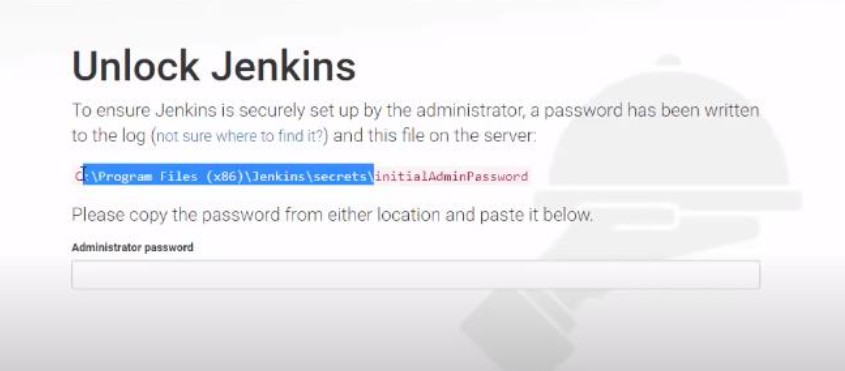 Unlock Jenkins
To ensure Jenkins is securely set up by the administrator, a password has been written
to the log (not sure where to find it?) and this file on the server:
C:\Program Files (x86)\Jenkins\secrets\initialAdminPassword
Please copy the password from either location and paste it below.
Administrator password